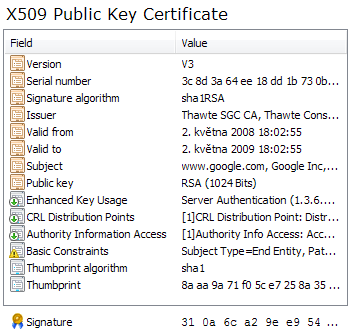 X509 Public Key Certificate
Field Value
Version V3
Serial number 3c 8d 3a 64 ee 18 dd 1b 73 0b...
Signature algorithm sha1RSA
Issuer Thawte SGC CA, Thawte Cons...
Valid from 2. května 2008 18:02:55
Valid to 2. května 2009 18:02:55
Subject www.google.com, Google Inc,...
Public key RSA (1024 Bits)
Enhanced Key Usage Server Authentication (1.3.6....
CRL Distribution Points [1]CRL Distribution Point: Distr...
Authority Information Access [1]Authority Info Access: Acc...
Basic Constraints Subject Type=End Entity, Pat...
Thumbprint algorithm sha1
Thumbprint 8a aa 9a 71 f0 5c e7 25 8a 35 ...
Signature 31 0a 6c a2 9e e9 54 ...